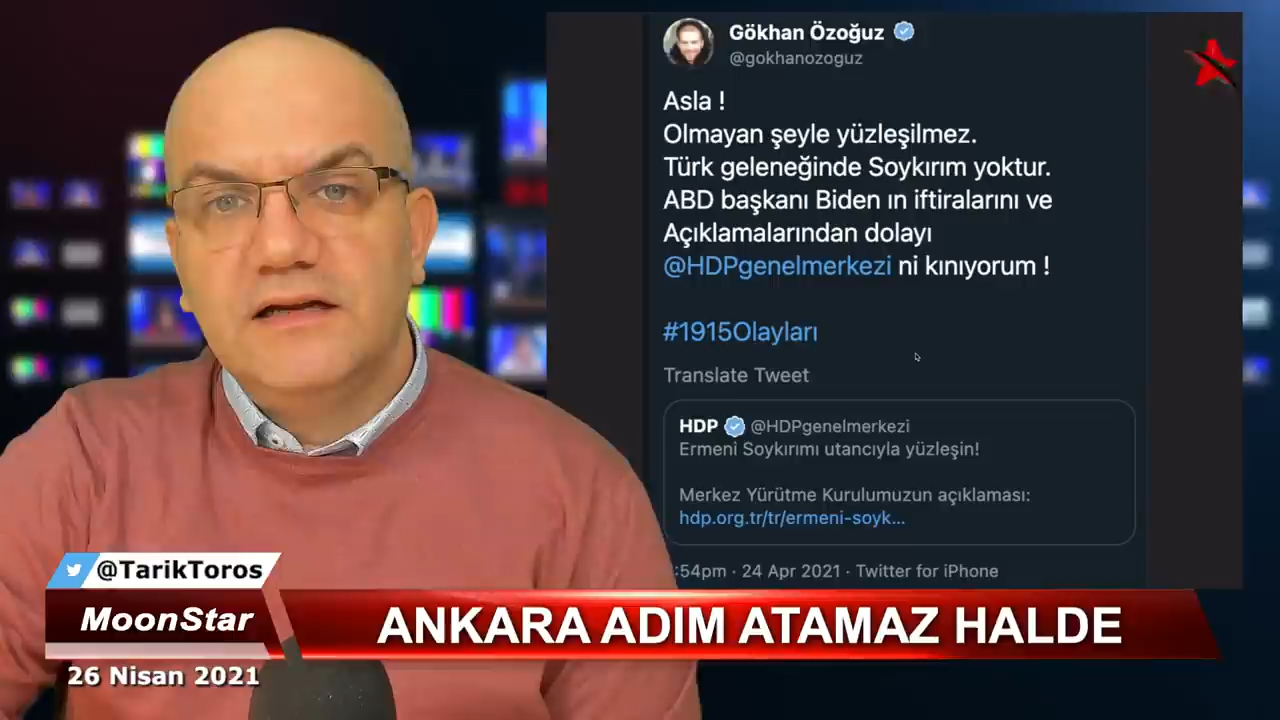 Gökhan Özoğuz
@gokhanozoguz
Asla !
Olmayan şeyle yüzleşilmez.
Türk geleneğinde Soykırım yoktur.
ABD başkanı Biden ın iftiralarını ve
Açıklamalarından dolayı
@HDPgenelmerkezi ni kınıyorum !
#1915Olayları
Translate Tweet
HDP @HDPgenelmerkezi
Ermeni Soykırımı utancıyla yüzleşin!
Merkez Yürütme Kurulumuzun açıklaması:
hdp.org.tr/tr/ermeni-soyk...
:54pm · 24 Apr 2021 · Twitter for iPhone
@TarikToros
MoonStar
ANKARA ADIM ATAMAZ HALDE
26 Nisan 2021